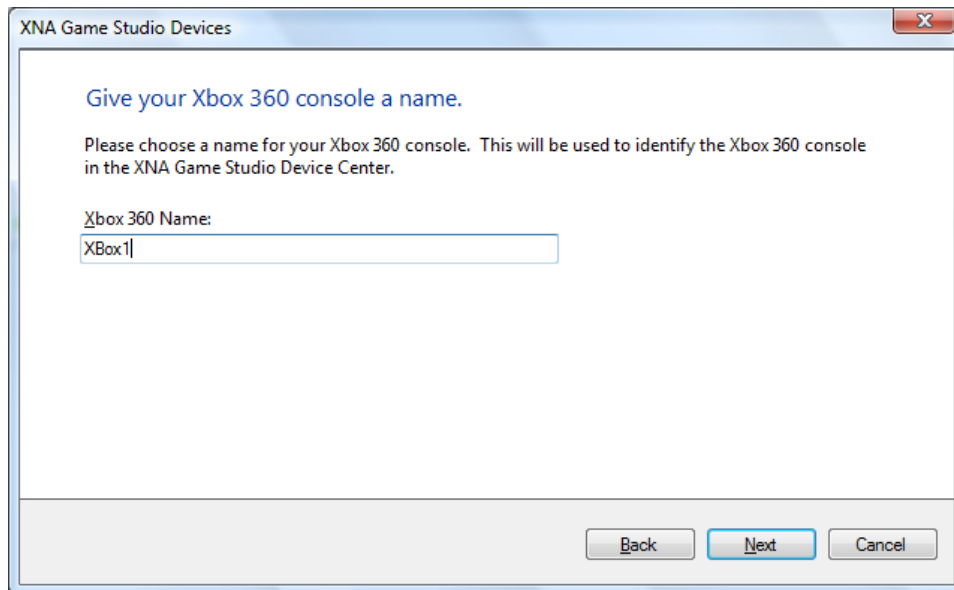 XNA Game Studio Devices
Give your Xbox 360 console a name.
Please choose a name for your Xbox 360 console. This will be used to identify the Xbox 360 console
in the XNA Game Studio Device Center.
Xbox 360 Name:
XBox1
Back Next Cancel